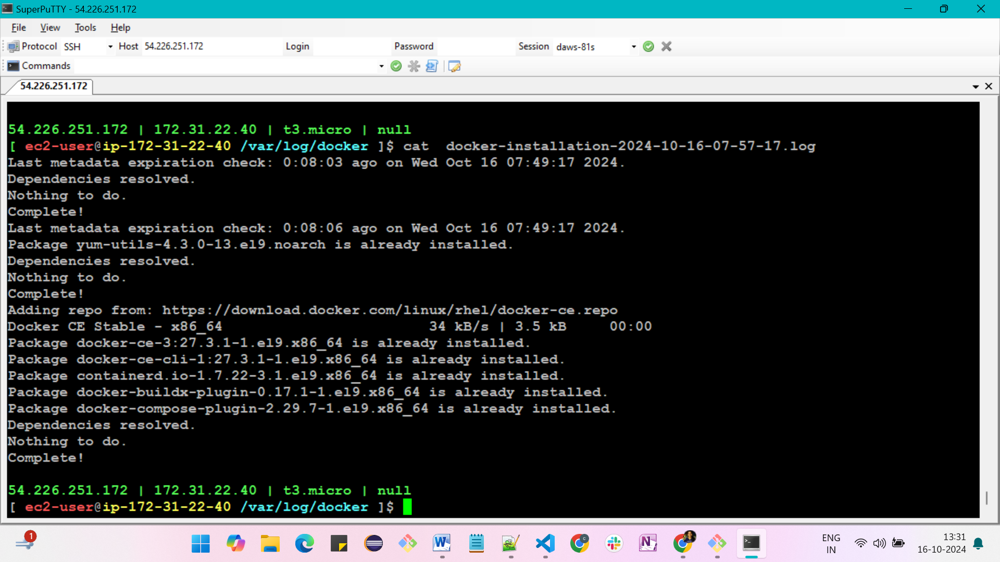 SuperPuTTY - 54.226.251.172
File View Tools Help
Protocol SSH Host 54.226.251.172 Login Password Session daws-81s
Commands
54.226.251.172
54.226.251.172 | 172.31.22.40 | t3.micro | null
[ ec2-user@ip-172-31-22-40 /var/log/docker ]$ cat  docker-installation-2024-10-16-07-57-17.log
Last metadata expiration check: 0:08:03 ago on Wed Oct 16 07:49:17 2024.
Dependencies resolved.
Nothing to do.
Complete!
Last metadata expiration check: 0:08:06 ago on Wed Oct 16 07:49:17 2024.
Package yum-utils-4.3.0-13.el9.noarch is already installed.
Dependencies resolved.
Nothing to do.
Complete!
Adding repo from: https://download.docker.com/linux/rhel/docker-ce.repo
Docker CE Stable - x86_64                        34 kB/s | 3.5 kB     00:00
Package docker-ce-3:27.3.1-1.el9.x86_64 is already installed.
Package docker-ce-cli-1:27.3.1-1.el9.x86_64 is already installed.
Package containerd.io-1.7.22-3.1.el9.x86_64 is already installed.
Package docker-buildx-plugin-0.17.1-1.el9.x86_64 is already installed.
Package docker-compose-plugin-2.29.7-1.el9.x86_64 is already installed.
Dependencies resolved.
Nothing to do.
Complete!
54.226.251.172 | 172.31.22.40 | t3.micro | null
[ ec2-user@ip-172-31-22-40 /var/log/docker ]$
1
ENG
IN
13:31
16-10-2024